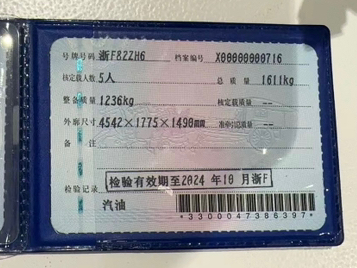 号牌号码 浙F82ZH6 档案编号 X00000000716
核定载人数 5人 总质量 1611kg
整备质量 1236kg 核定载质量 --
外廓尺寸 4542×1775×1490mm 准牵引总质量 --
备注
检验有效期至2024 年10 月浙F
检验记录
汽油
*3300047386397*